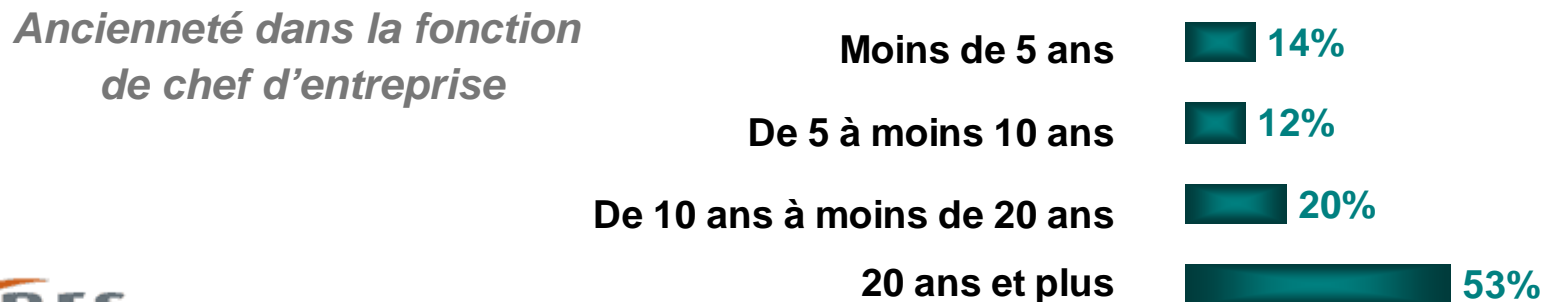 Ancienneté dans la fonction
de chef d’entreprise
Moins de 5 ans 14%
De 5 à moins 10 ans 12%
De 10 ans à moins de 20 ans 20%
20 ans et plus 53%